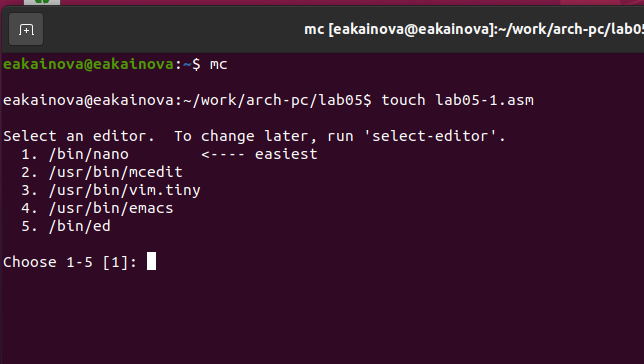 mc [eakainova@eakainova]:~/work/arch-pc/lab05
eakainova@eakainova:~$ mc
eakainova@eakainova:~/work/arch-pc/lab05$ touch lab05-1.asm
Select an editor.  To change later, run 'select-editor'.
  1. /bin/nano        <---- easiest
  2. /usr/bin/mcedit
  3. /usr/bin/vim.tiny
  4. /usr/bin/emacs
  5. /bin/ed
Choose 1-5 [1]: